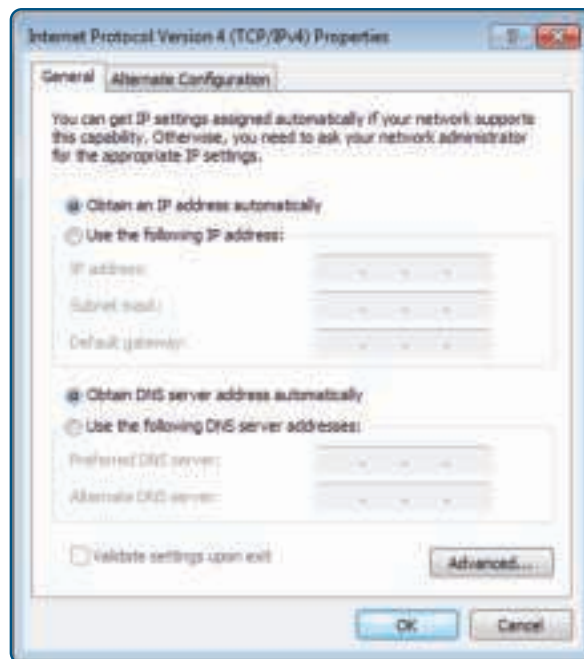 Internet Protocol Version 4 (TCP/IPv4) Properties
General
Alternate Configuration
You can get IP settings assigned automatically if your network supports
this capability. Otherwise, you need to ask your network administrator
for the appropriate IP settings.
Obtain an IP address automatically
Use the following IP address:
IP address:
Subnet mask:
Default gateway:
Obtain DNS server address automatically
Use the following DNS server addresses:
Preferred DNS server:
Alternate DNS server:
Validate settings upon exit
Advanced...
OK
Cancel